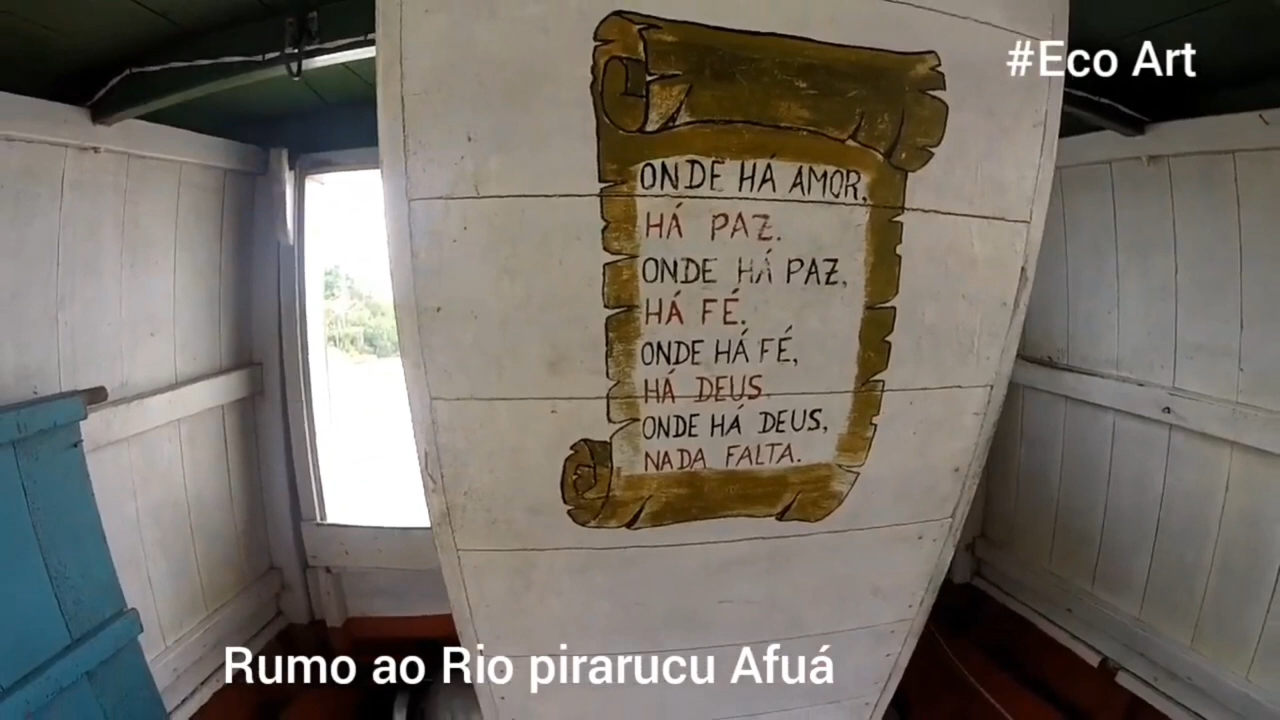 #Eco Art
ONDE HÁ AMOR,
HÁ PAZ.
ONDE HÁ PAZ,
HÁ FÉ.
ONDE HÁ FÉ,
HÁ DEUS.
ONDE HÁ DEUS,
NADA FALTA.
Rumo ao Rio pirarucu Afuá